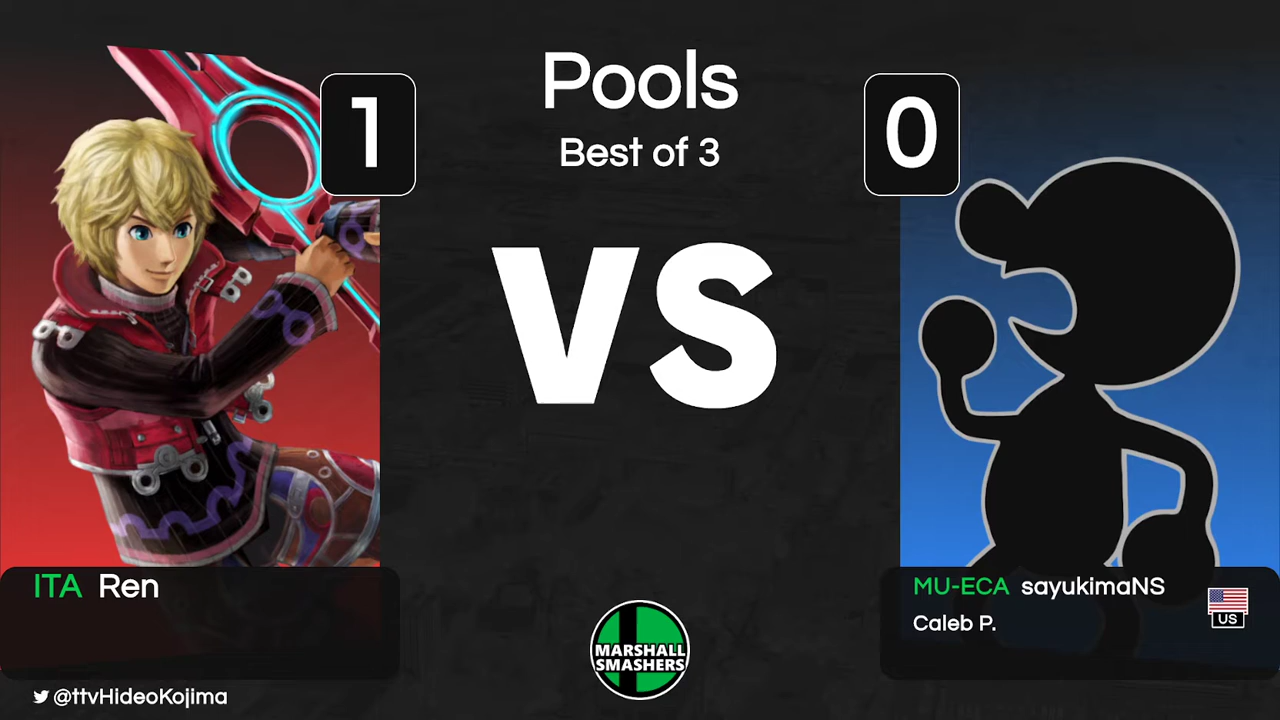 Pools
Best of 3
1
0
VS
ITA Ren
MU-ECA sayukimaNS
Caleb P.
US
MARSHALL
SMASHERS
@ttvHideoKojima